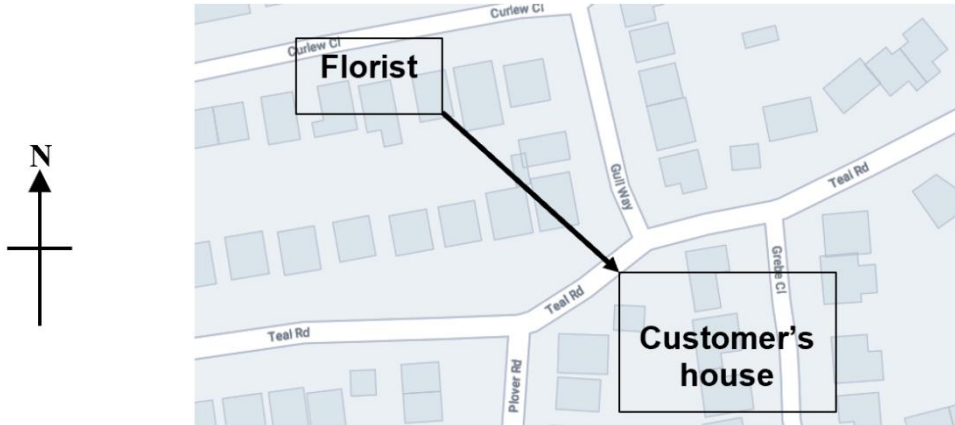 Curlew Cl
Curlew Cl
Florist
N
Gull Way
Teal Rd
Grebe Cl
Teal Rd
Customer's
house
Teal Rd
Plover Rd